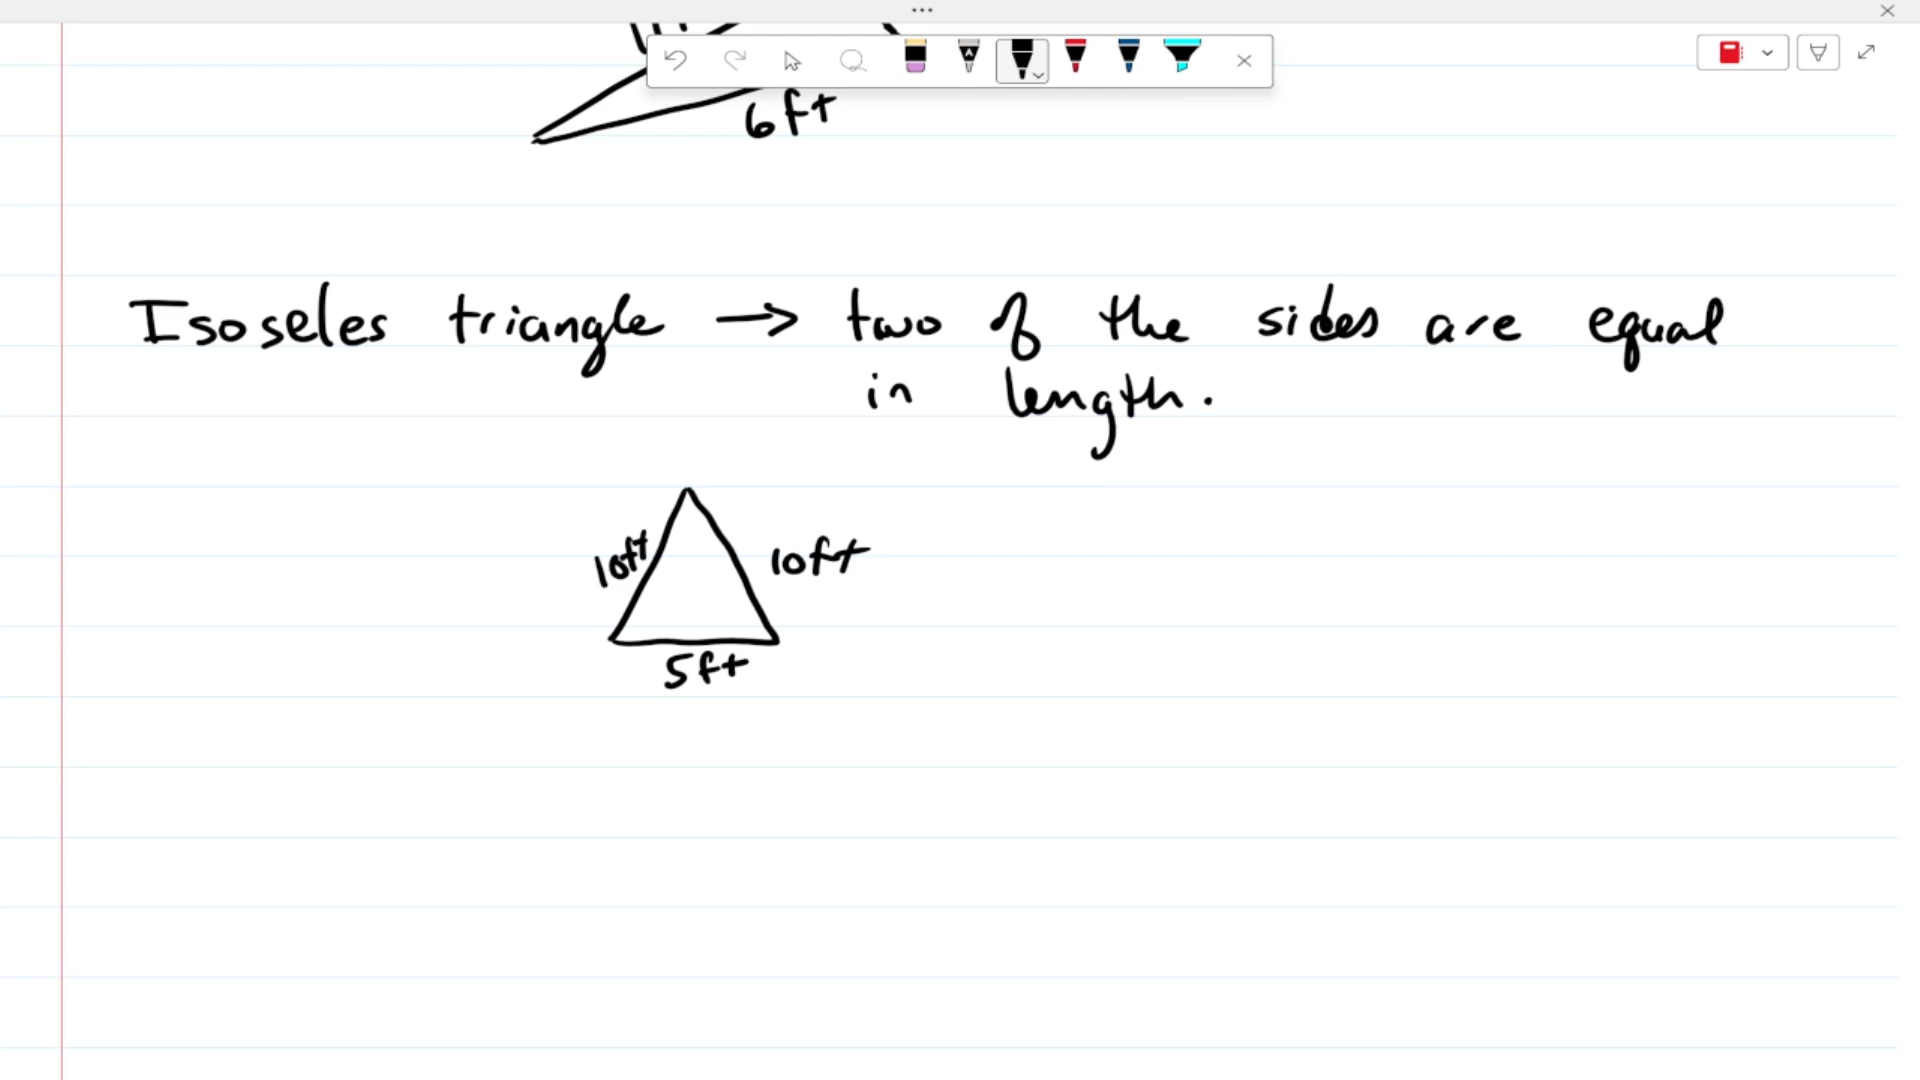 6ft
Isoseles triangle → two of the sides are equal
in length.
10ft 10ft
5ft